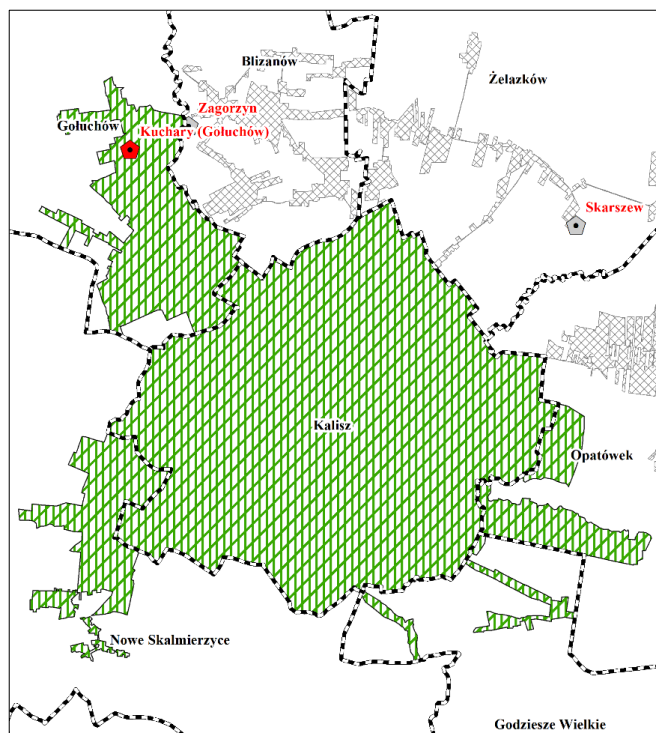 Blizanów
Żelazków
Zagorzyn
Gołuchów
Kuchary (Gołuchów)
Skarszew
Kalisz
Opatówek
Nowe Skalmierzyce
Godziesze Wielkie